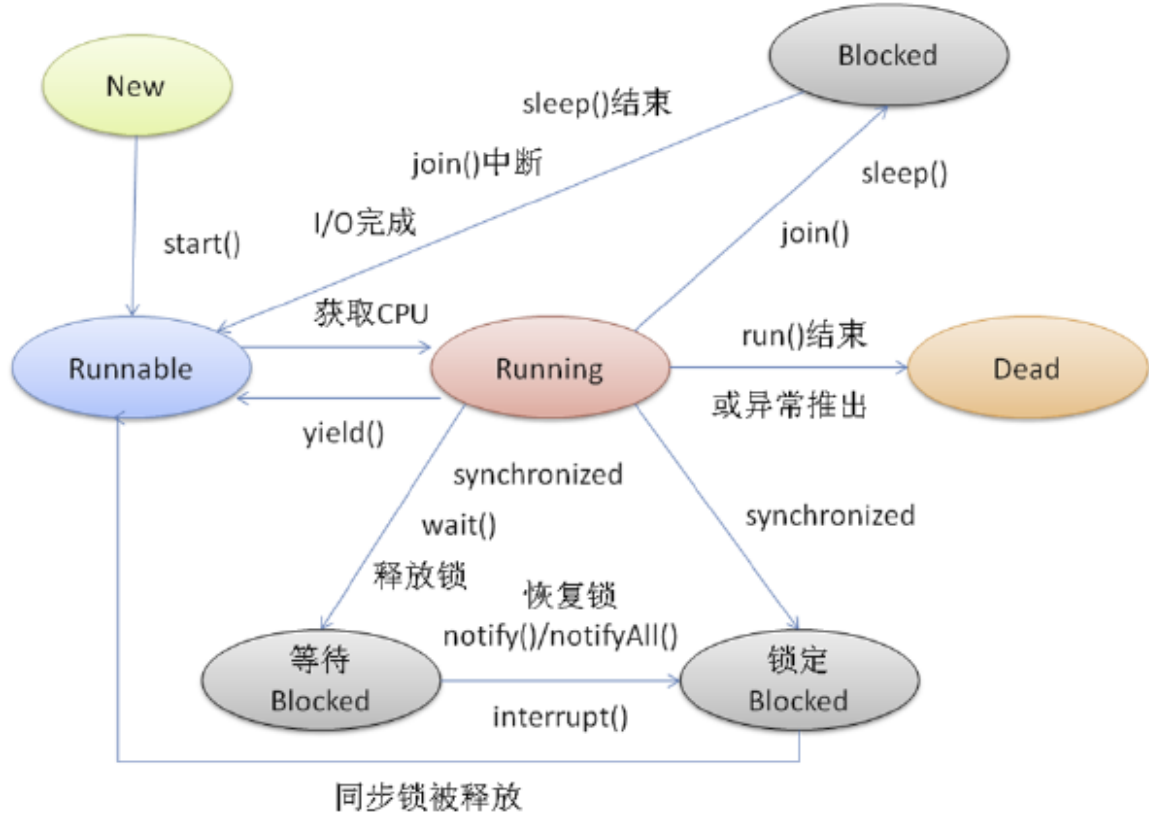 New
Blocked
sleep()结束
join()中断
sleep()
I/O完成
join()
start()
获取CPU
run()结束
Runnable
Running
Dead
或异常推出
yield()
synchronized
synchronized
wait()
释放锁
恢复锁
notify()/notifyAll()
等待
Blocked
锁定
Blocked
interrupt()
同步锁被释放